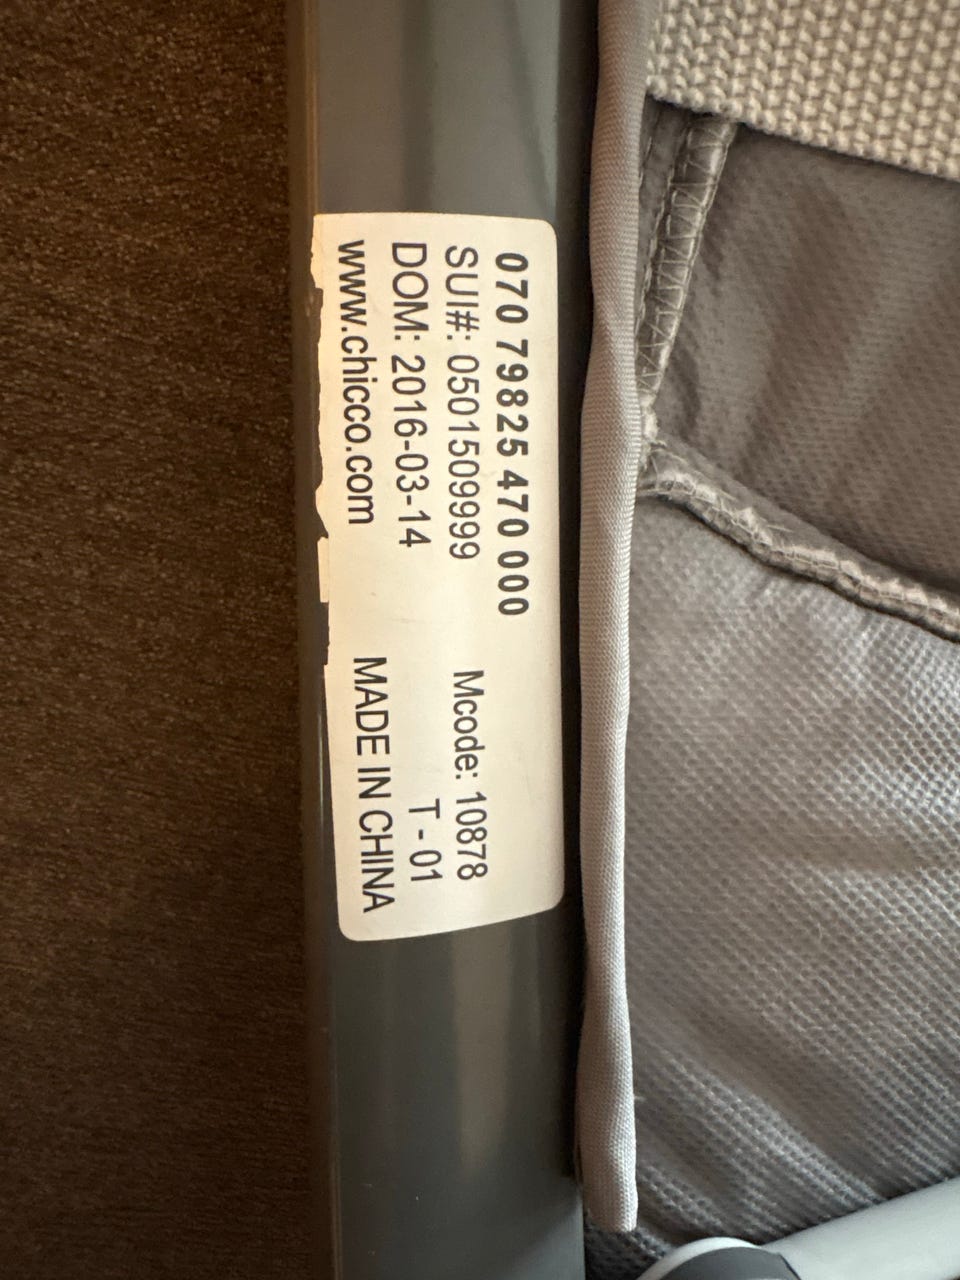 070 79825 470 000
SUI#: 0501509999 Mcode: 10878
DOM: 2016-03-14 T - 01
www.chicco.com MADE IN CHINA